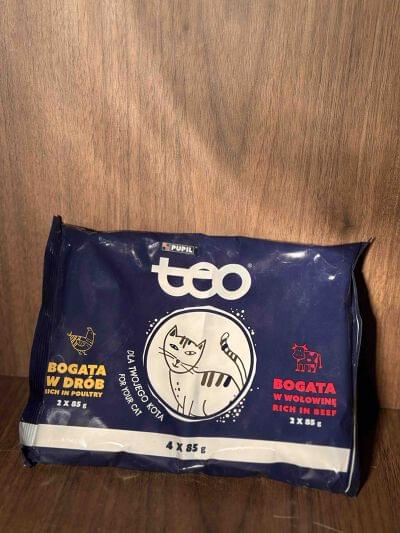 PUPIL
teo
BOGATA
W DRÓB
RICH IN POULTRY
2 X 85 g
DLA TWOJEGO KOTA
FOR YOUR CAT
BOGATA
W WOŁOWINĘ
RICH IN BEEF
2 X 85 g
4 X 85 g